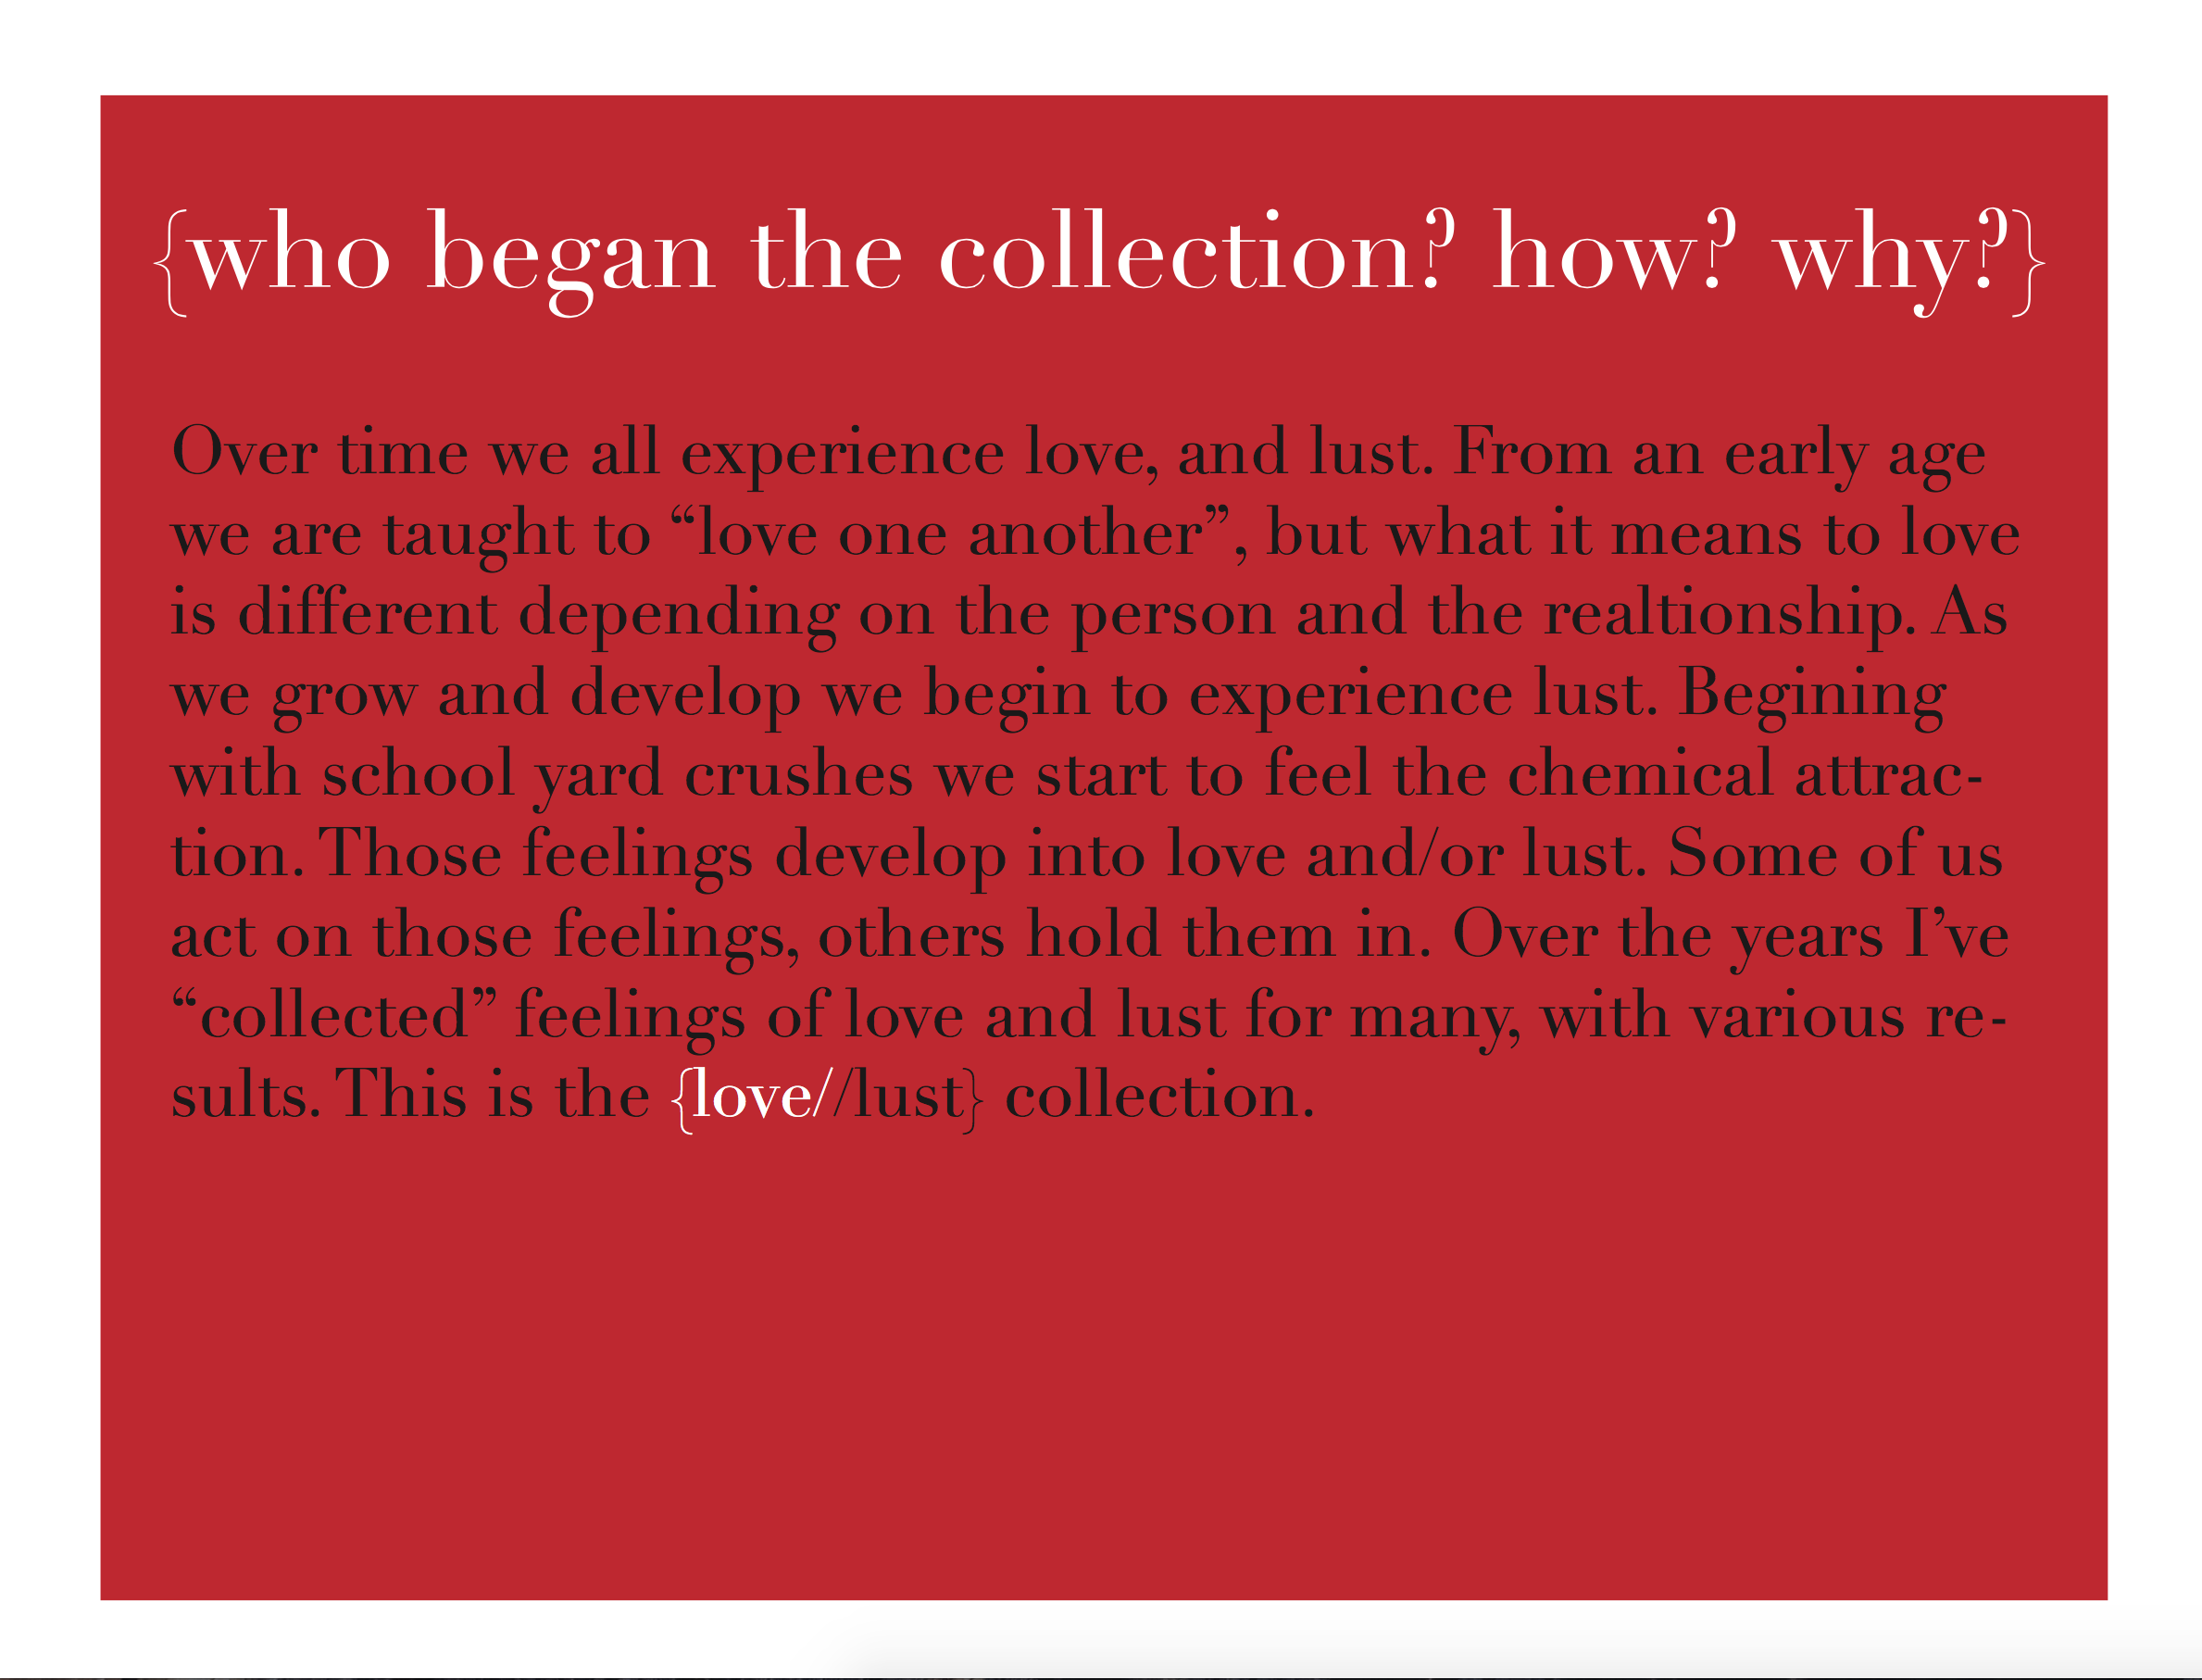 {who began the collection? how? why?}
Over time we all experience love, and lust. From an early age
we are taught to “love one another”, but what it means to love
is different depending on the person and the realtionship. As
we grow and develop we begin to experience lust. Begining
with school yard crushes we start to feel the chemical attrac-
tion. Those feelings develop into love and/or lust. Some of us
act on those feelings, others hold them in. Over the years I’ve
“collected” feelings of love and lust for many, with various re-
sults. This is the {love//lust} collection.